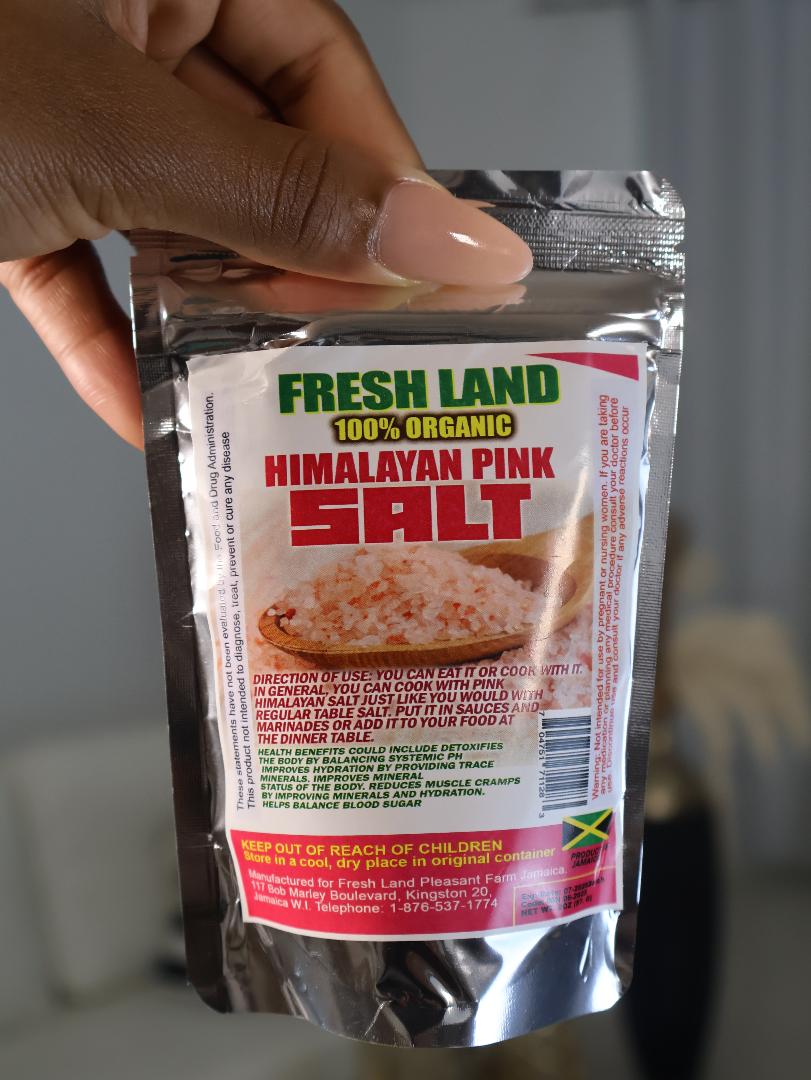 FRESH LAND
100% ORGANIC
HIMALAYAN PINK
SALT
DIRECTION OF USE: YOU CAN EAT IT OR COOK WITH IT.
IN GENERAL, YOU CAN COOK WITH PINK
HIMALAYAN SALT JUST LIKE YOU WOULD WITH
REGULAR TABLE SALT. PUT IT IN SAUCES AND
MARINADES OR ADD IT TO YOUR FOOD AT
THE DINNER TABLE.
HEALTH BENEFITS COULD INCLUDE DETOXIFIES
THE BODY BY BALANCING SYSTEMIC PH
IMPROVES HYDRATION BY PROVIDING TRACE
MINERALS. IMPROVES MINERAL
STATUS OF THE BODY. REDUCES MUSCLE CRAMPS
BY IMPROVING MINERALS AND HYDRATION.
HELPS BALANCE BLOOD SUGAR
These statements have not been evaluated by the Food and Drug Administration.
This product not intended to diagnose, treat, prevent or cure any disease
Warning: Not intended for use by pregnant or nursing women. If you are taking
any medication or planning any medical procedure consult your doctor before
use. Discontinue use and consult your doctor if any adverse reactions occur
7 04751 71128 3
KEEP OUT OF REACH OF CHILDREN
Store in a cool, dry place in original container
PRODUCT
JAMAICA
Manufactured for Fresh Land Pleasant Farm Jamaica.
117 Bob Marley Boulevard, Kingston 20,
Jamaica W.I. Telephone: 1-876-537-1774
NET